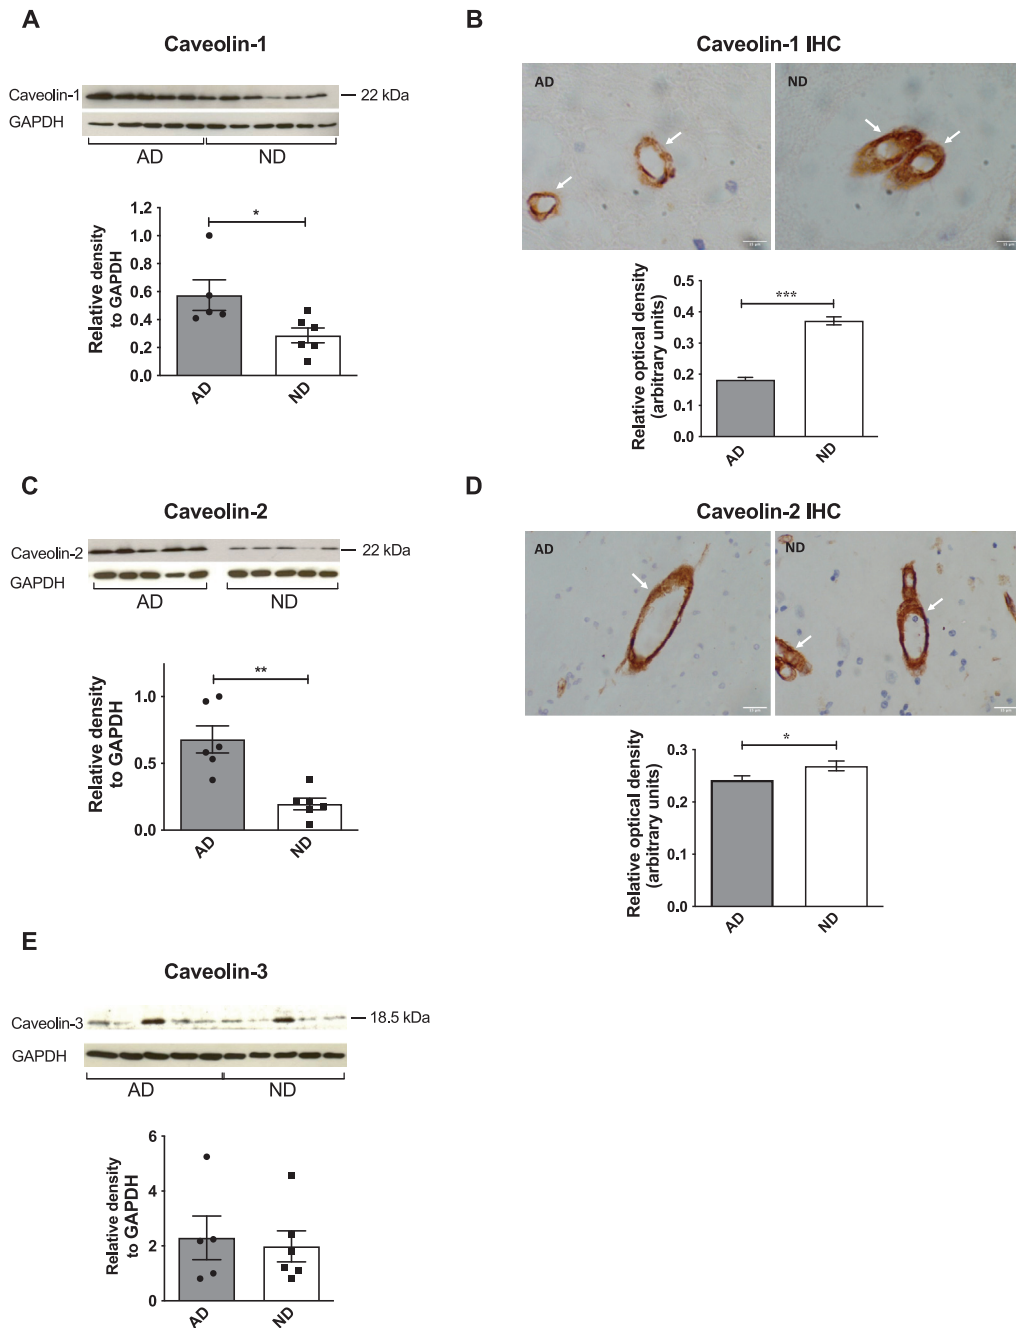 A
Caveolin-1
Caveolin-1
22 kDa
GAPDH
AD
ND
Relative density
to GAPDH
1.2
1.0
0.8
0.6
0.4
0.2
0.0
*
AD
ND
B
Caveolin-1 IHC
AD
ND
Relative optical density
(arbitrary units)
0.5
0.4
0.3
0.2
0.1
0.0
***
AD
ND
C
Caveolin-2
Caveolin-2
22 kDa
GAPDH
AD
ND
Relative density
to GAPDH
1.0
0.5
0.0
**
AD
ND
D
Caveolin-2 IHC
AD
ND
Relative optical density
(arbitrary units)
0.3
0.2
0.1
0.0
*
AD
ND
E
Caveolin-3
Caveolin-3
18.5 kDa
GAPDH
AD
ND
Relative density
to GAPDH
6
4
2
0
AD
ND